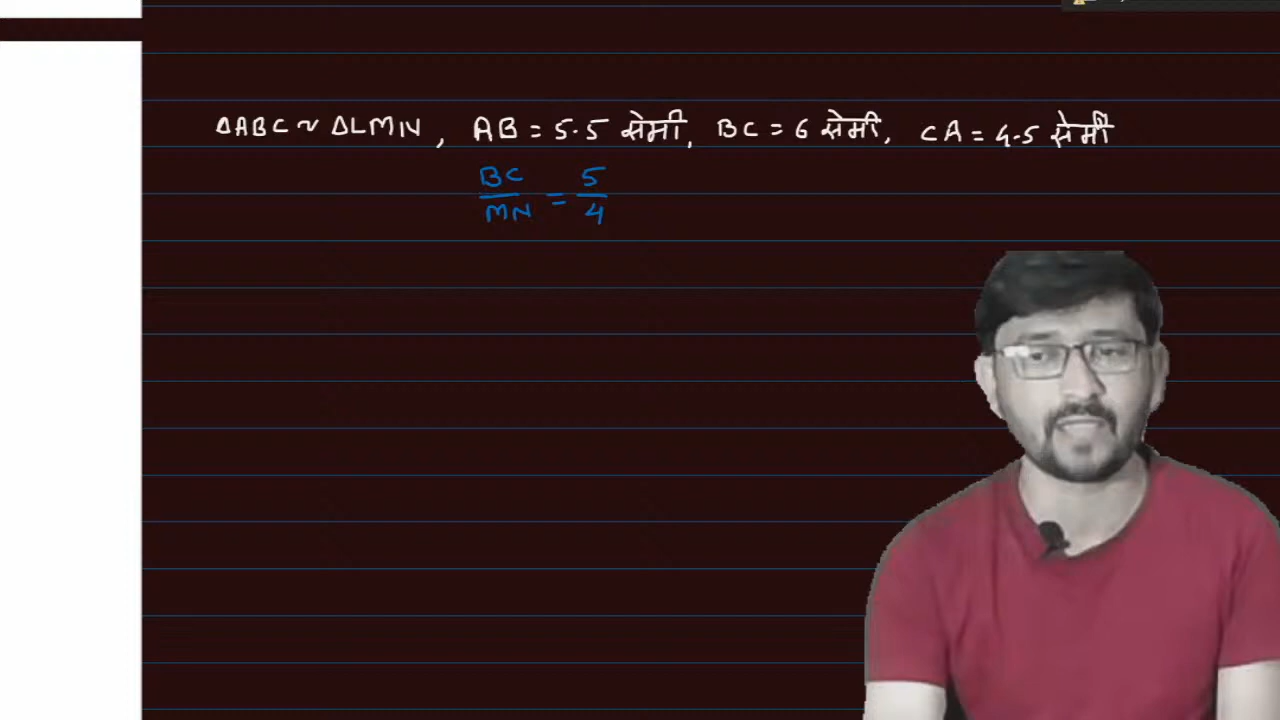 ΔABC ~ ΔLMN, AB = 5.5 सेमी, BC = 6 सेमी, CA = 4.5 सेमी
BC/MN = 5/4